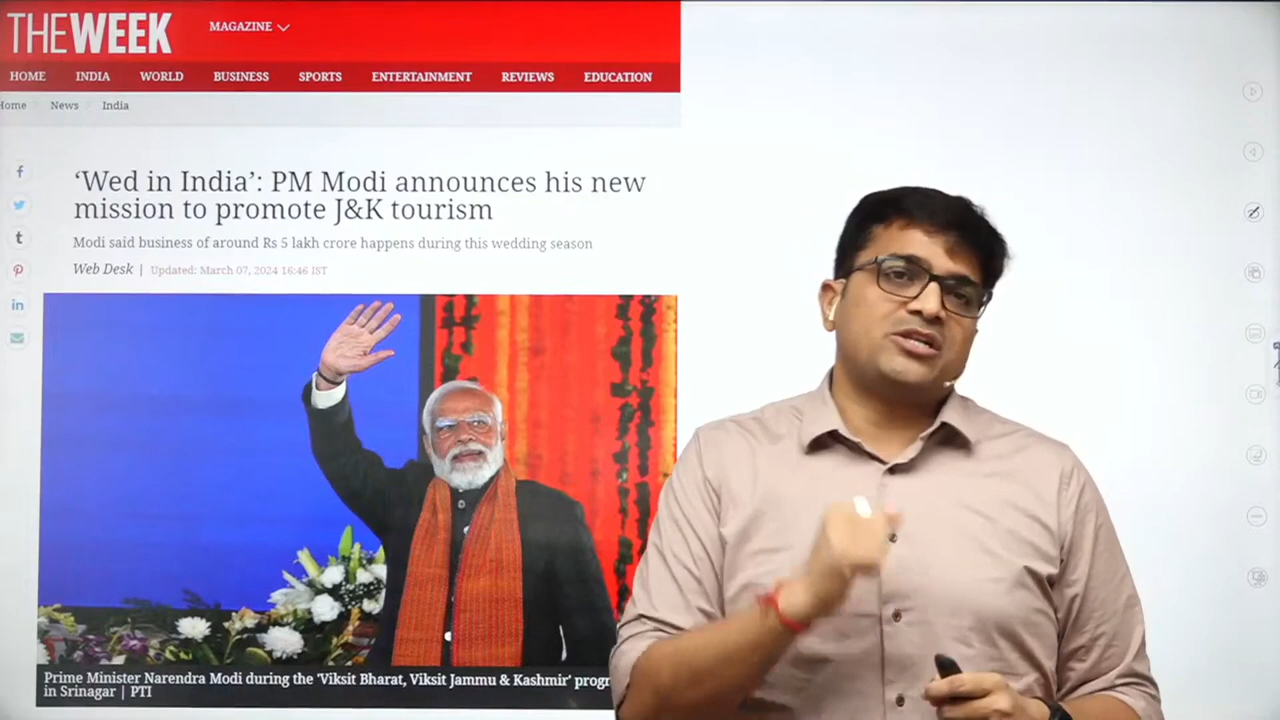 THEWEEK
MAGAZINE
HOME INDIA WORLD BUSINESS SPORTS ENTERTAINMENT REVIEWS EDUCATION
Home News India
‘Wed in India’: PM Modi announces his new
mission to promote J&K tourism
Modi said business of around Rs 5 lakh crore happens during this wedding season
Web Desk | Updated: March 07, 2024 16:46 IST
f
t
in
Prime Minister Narendra Modi during the 'Viksit Bharat, Viksit Jammu & Kashmir' progr
in Srinagar | PTI